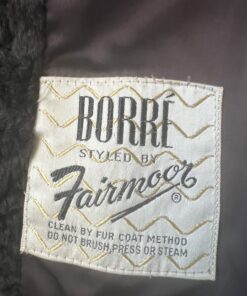 BORRÉ
STYLED BY
Fairmoor
®
CLEAN BY FUR COAT METHOD
DO NOT BRUSH, PRESS OR STEAM